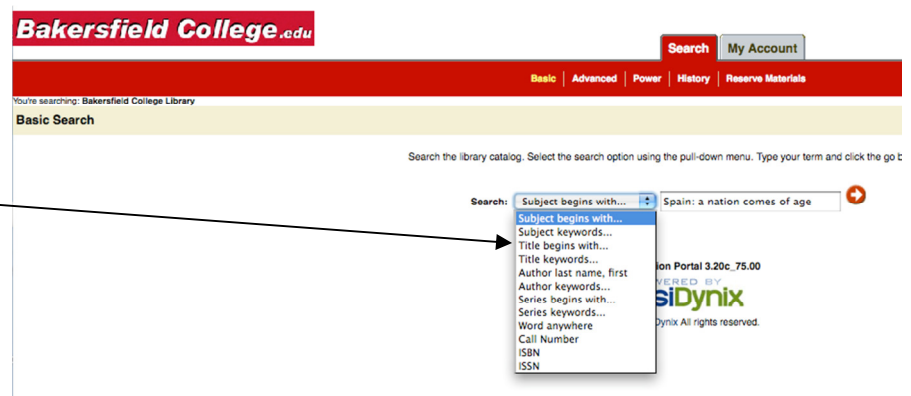 Bakersfield College.edu
Search My Account
Basic Advanced Power History Reserve Materials
You're searching: Bakersfield College Library
Basic Search
Search the library catalog. Select the search option using the pull-down menu. Type your term and click the go b
Search: Subject begins with... Spain: a nation comes of age
Subject begins with...
Subject keywords...
Title begins with...
Title keywords...
Author last name, first
Author keywords...
Series begins with...
Series keywords...
Word anywhere
Call Number
ISBN
ISSN
ion Portal 3.20c_75.00
WERED BY
siDynix
Dynix All rights reserved.